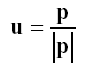 u = p / |p|